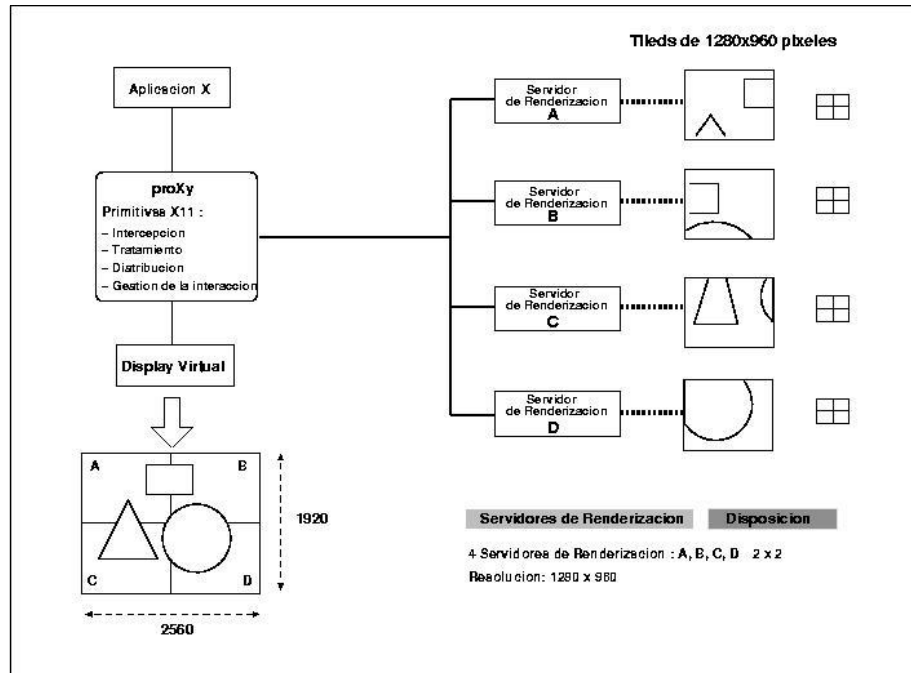 Tileds de 1280x960 pixeles
Aplicacion X
Servidor
de Renderizacion
A
proXy
Primitivsa X11 :
– Intercepcion
– Tratamiento
– Distribucion
– Gestion de la interaccion
Servidor
de Renderizacion
B
Servidor
de Renderizacion
C
Display Virtual
Servidor
de Renderizacion
D
A
B
C
D
1920
2560
Servidores de Renderizacion
Disposicion
4 Servidorea de Renderizacion : A, B, C, D 2 x 2
Resolucion: 1280 x 960